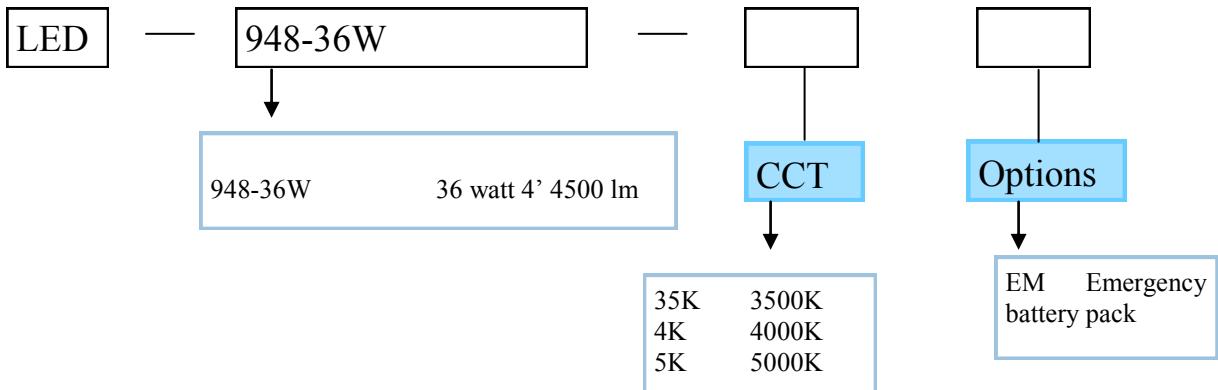 LED — 948-36W —
948-36W 36 watt 4’ 4500 lm
CCT
Options
35K 3500K
4K 4000K
5K 5000K
EM Emergency
battery pack